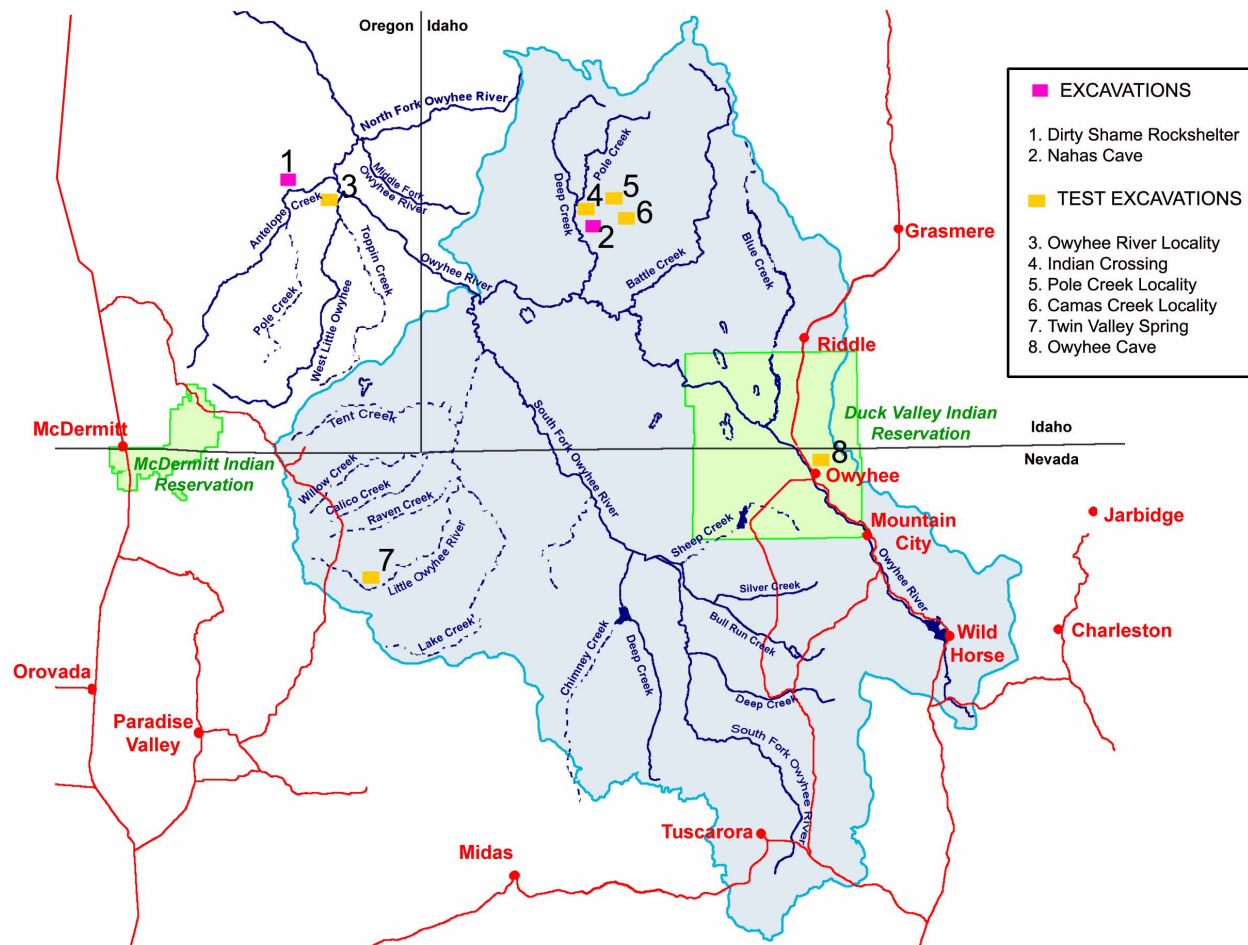 Oregon
Idaho
North Fork Owyhee River
Middle Fork
Owyhee River
Pole Creek
Deep Creek
1
3
4
5
6
2
Antelope Creek
Toppin Creek
Owyhee River
Battle Creek
Blue Creek
Grasmere
Pole Creek
West Little Owyhee
Riddle
EXCAVATIONS
1. Dirty Shame Rockshelter
2. Nahas Cave
TEST EXCAVATIONS
3. Owyhee River Locality
4. Indian Crossing
5. Pole Creek Locality
6. Camas Creek Locality
7. Twin Valley Spring
8. Owyhee Cave
McDermitt
McDermitt Indian
Reservation
Tent Creek
South Fork Owyhee River
Duck Valley Indian
Reservation
Idaho
Nevada
8
Owyhee
Willow Creek
Calico Creek
Raven Creek
Little Owyhee River
7
Lake Creek
Sheep Creek
Mountain
City
Jarbidge
Silver Creek
Bull Run Creek
Owyhee River
Wild
Horse
Charleston
Chimney Creek
Deep Creek
Deep Creek
South Fork Owyhee River
Orovada
Paradise
Valley
Tuscarora
Midas